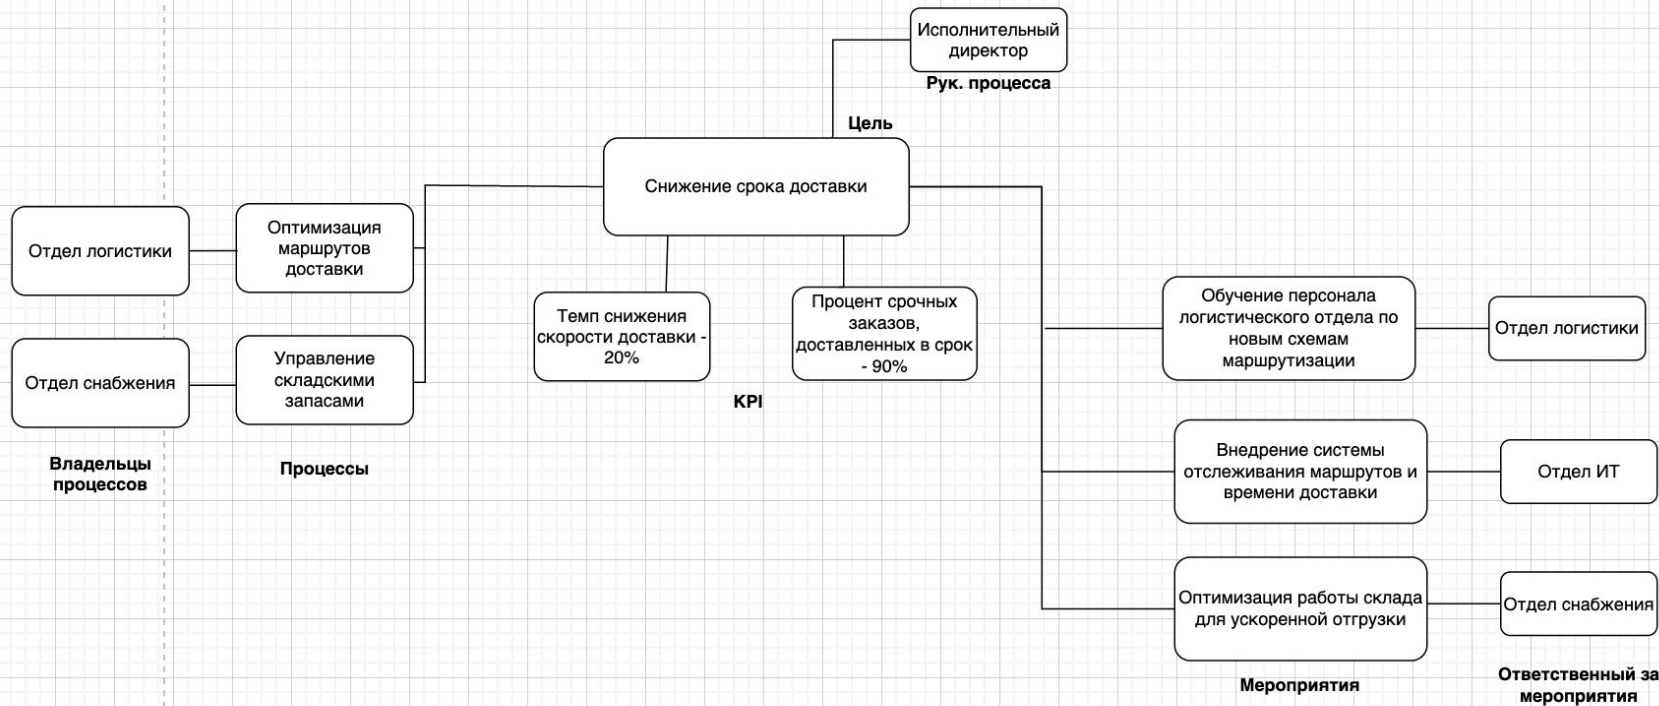 Исполнительный
директор
Рук. процесса
Цель
Снижение срока доставки
Отдел логистики
Оптимизация
маршрутов
доставки
Отдел снабжения
Управление
складскими
запасами
Владельцы
процессов
Процессы
Темп снижения
скорости доставки -
20%
Процент срочных
заказов,
доставленных в срок
- 90%
KPI
Обучение персонала
логистического отдела по
новым схемам
маршрутизации
Отдел логистики
Внедрение системы
отслеживания маршрутов и
времени доставки
Отдел ИТ
Оптимизация работы склада
для ускоренной отгрузки
Отдел снабжения
Мероприятия
Ответственный за
мероприятия